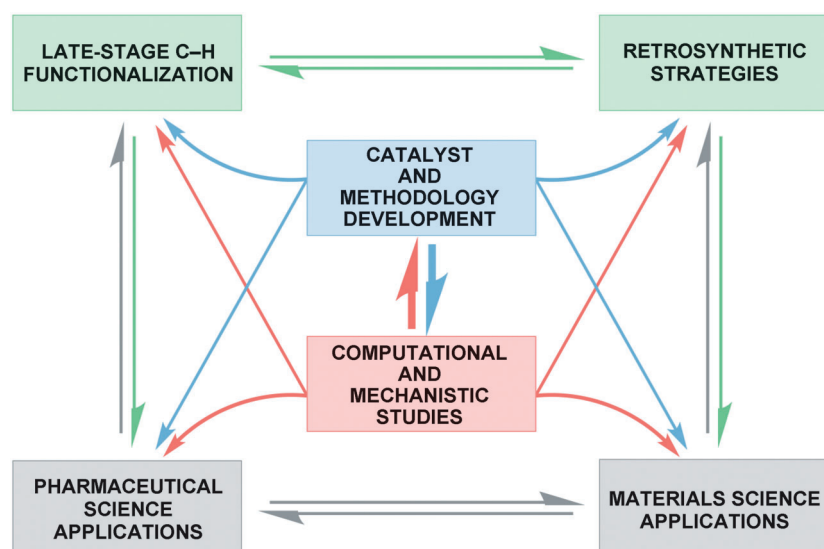 LATE-STAGE C–H
FUNCTIONALIZATION
RETROSYNTHETIC
STRATEGIES
CATALYST
AND
METHODOLOGY
DEVELOPMENT
COMPUTATIONAL
AND
MECHANISTIC
STUDIES
PHARMACEUTICAL
SCIENCE
APPLICATIONS
MATERIALS SCIENCE
APPLICATIONS